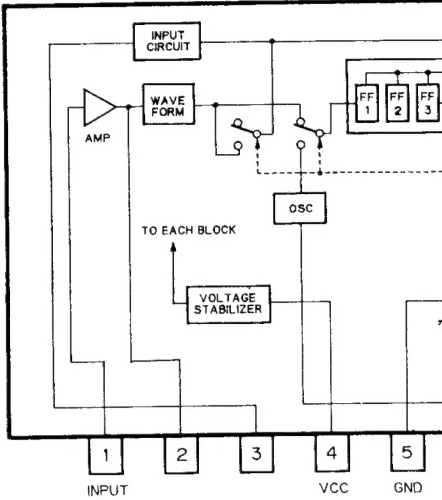 INPUT
CIRCUIT
WAVE
FORM
AMP
FF
1
FF
2
FF
3
OSC
TO EACH BLOCK
VOLTAGE
STABILIZER
1
2
3
4
5
INPUT
VCC
GND